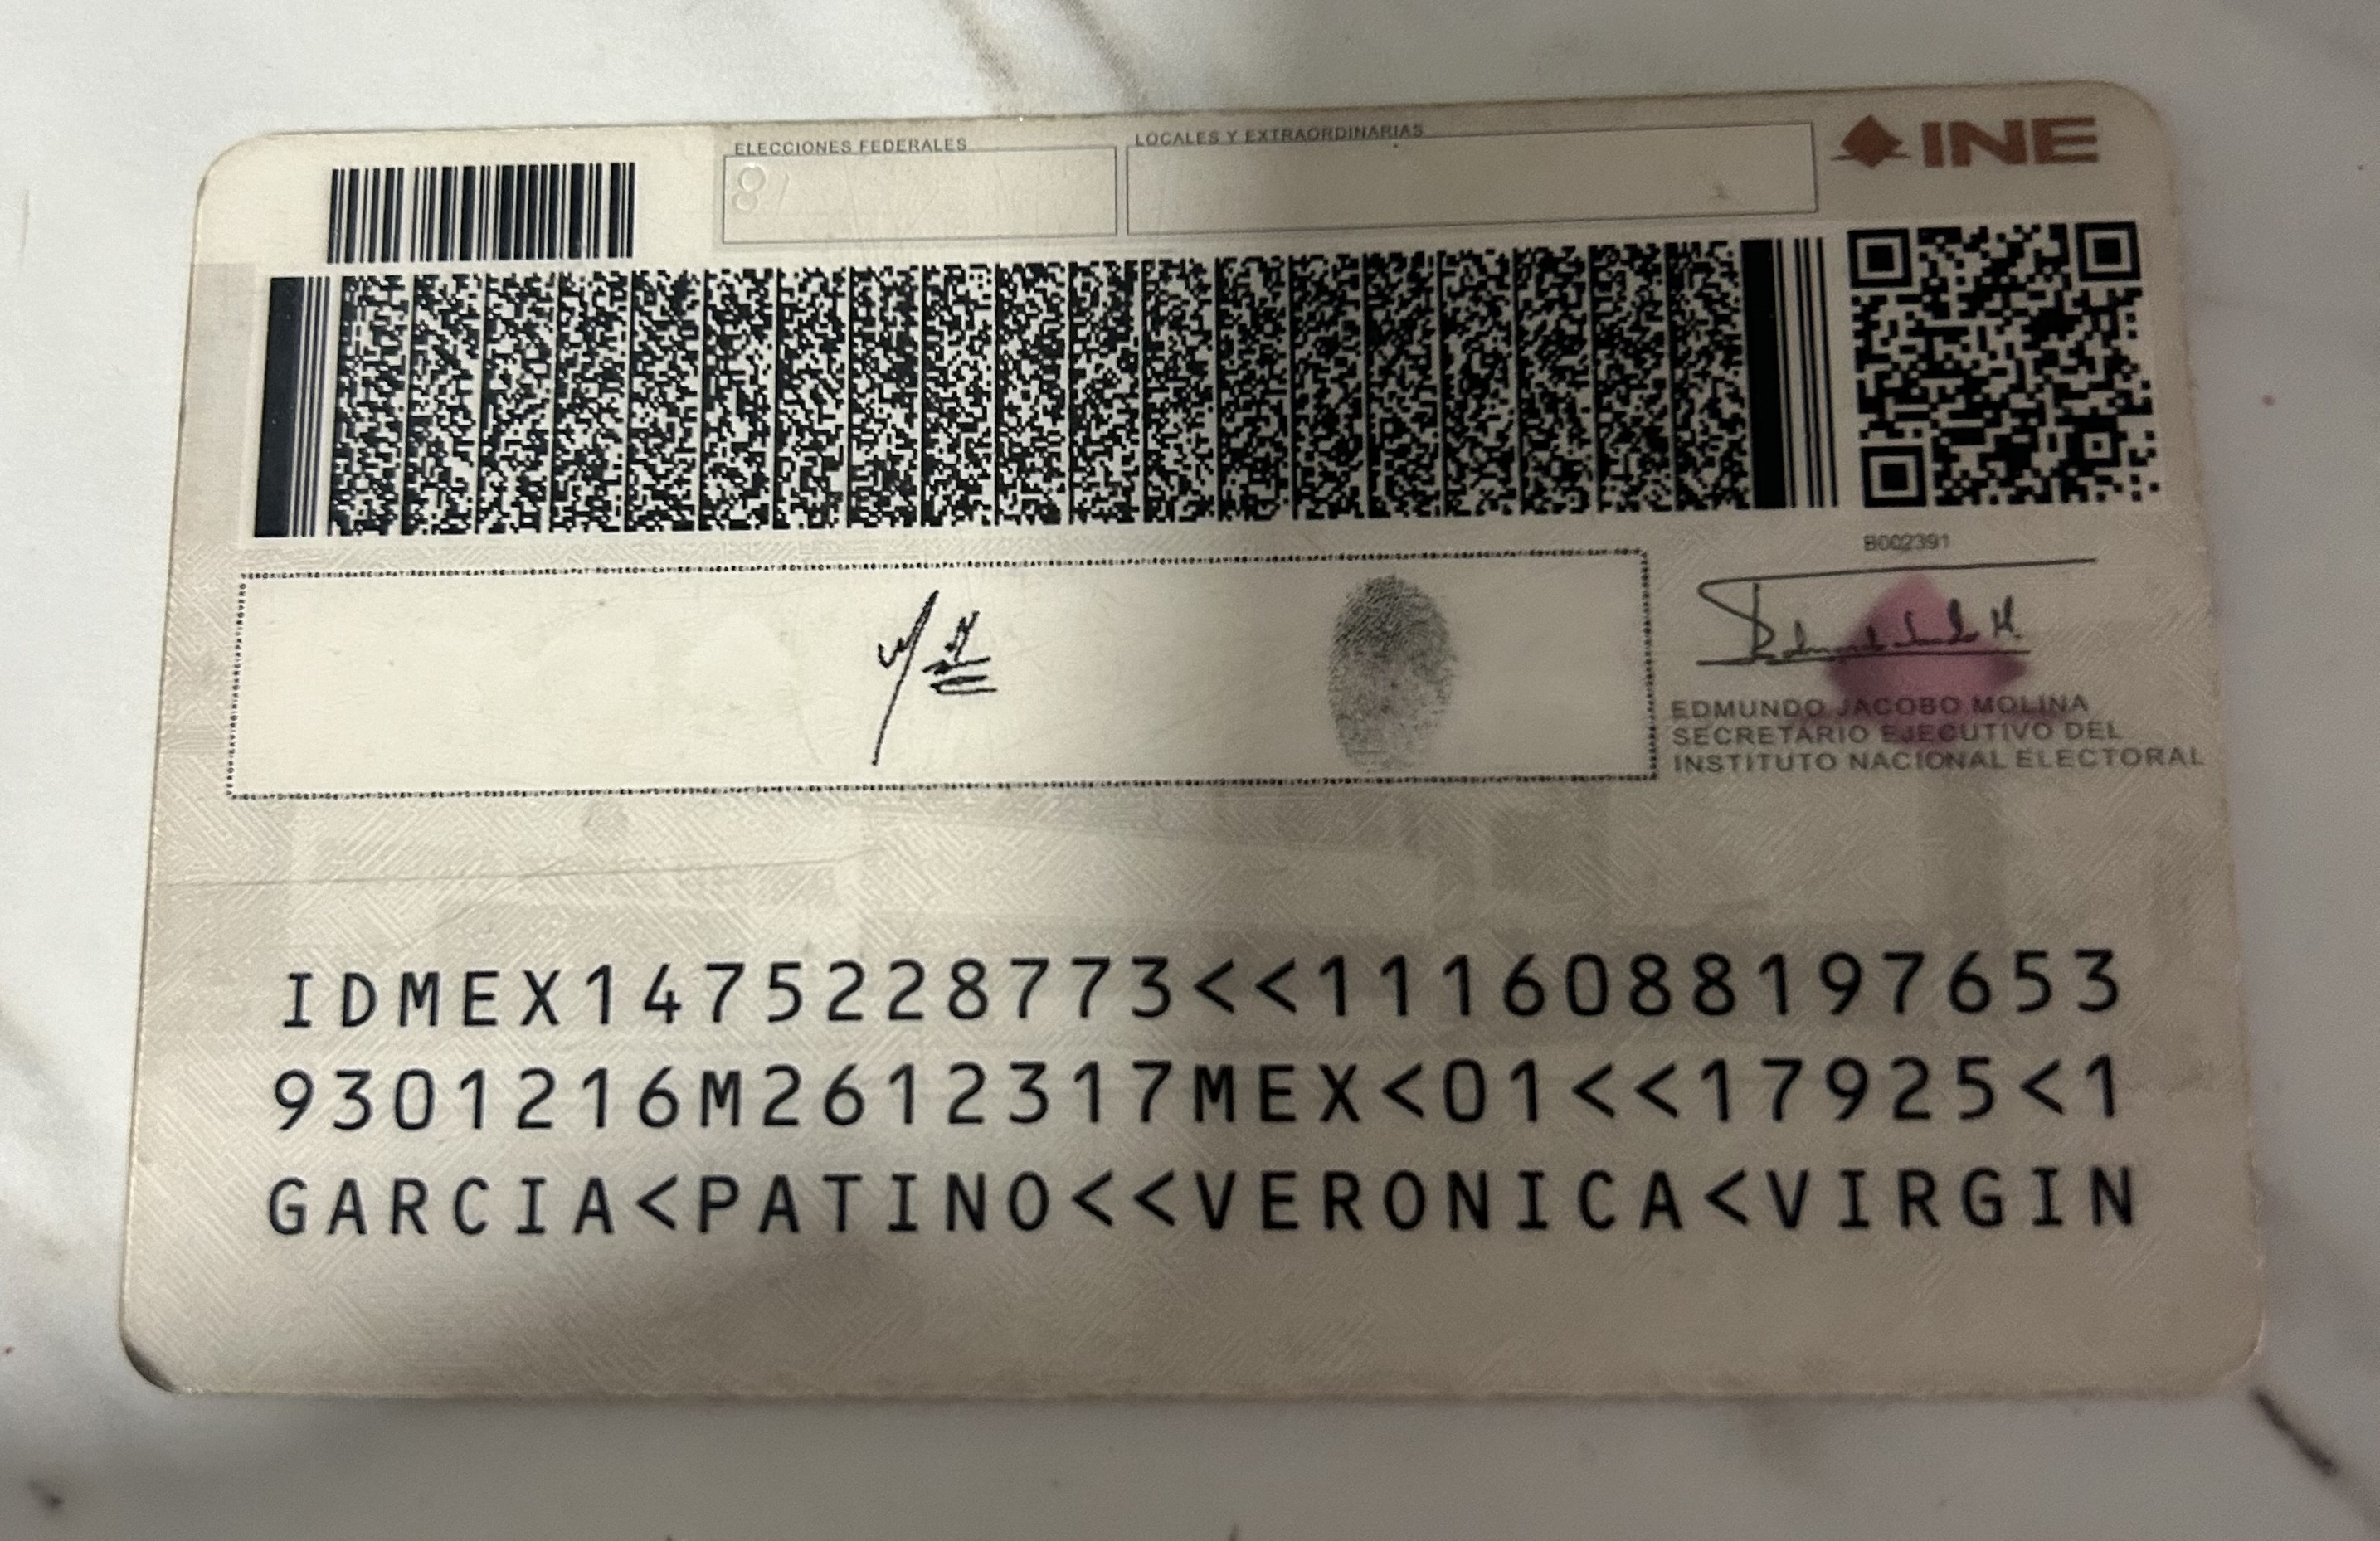 ELECCIONES FEDERALES
LOCALES Y EXTRAORDINARIAS
INE
B002391
EDMUNDO JACOBO MOLINA
SECRETARIO EJECUTIVO DEL
INSTITUTO NACIONAL ELECTORAL
IDMEX1475228773<<1116088197653
9301216M2612317MEX<01<<17925<1
GARCIA<PATINO<<VERONICA<VIRGIN